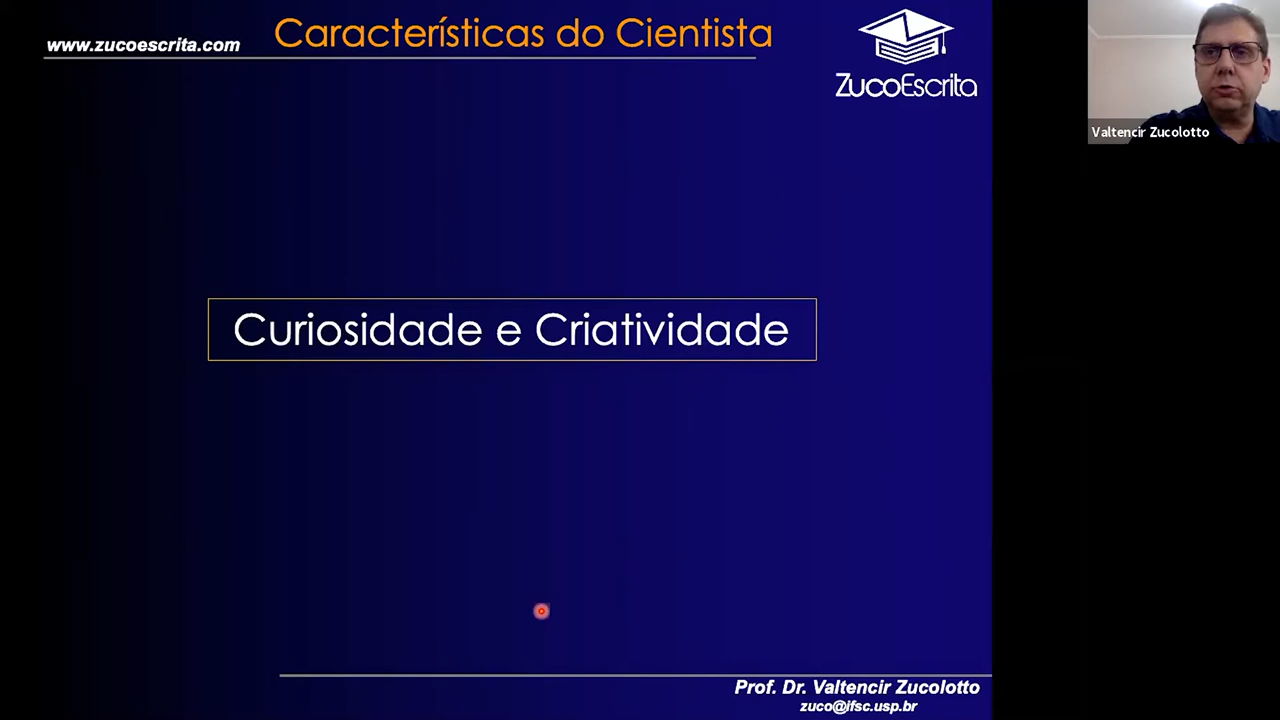 www.zucoescrita.com
Características do Cientista
ZucoEscrita
Valtencir Zucolotto
Curiosidade e Criatividade
Prof. Dr. Valtencir Zucolotto
zuco@ifsc.usp.br